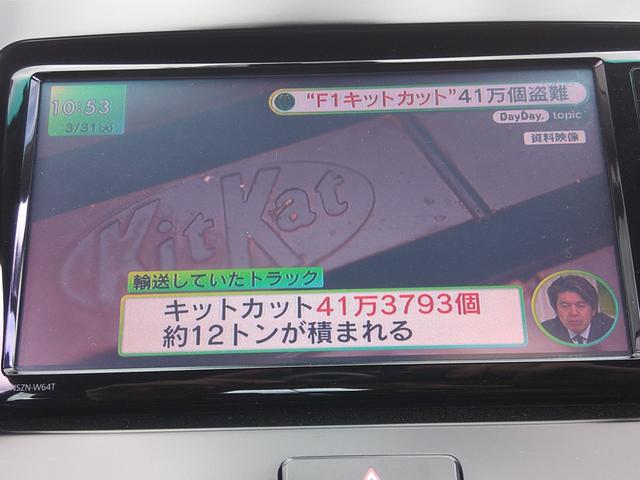 10:53
3/31(火)
"F1キットカット"41万個盗難
DayDay. topic
資料映像
KitKat
輸送していたトラック
キットカット41万3793個
約12トンが積まれる
NSZN-W64T